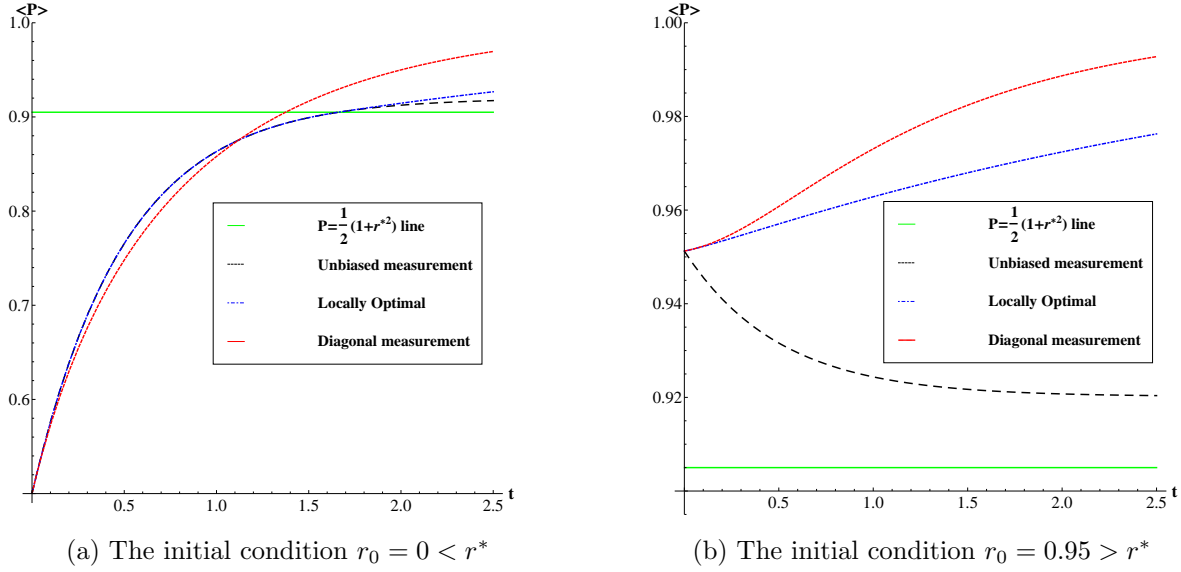 <P>
1.0
0.9
0.8
0.7
0.6
0.5
1.0
1.5
2.0
2.5
t
P=1/2(1+r*2) line
Unbiased measurement
Locally Optimal
Diagonal measurement
(a) The initial condition r0 = 0 < r*
<P>
1.00
0.98
0.96
0.94
0.92
0.5
1.0
1.5
2.0
2.5
t
P=1/2(1+r*2) line
Unbiased measurement
Locally Optimal
Diagonal measurement
(b) The initial condition r0 = 0.95 > r*